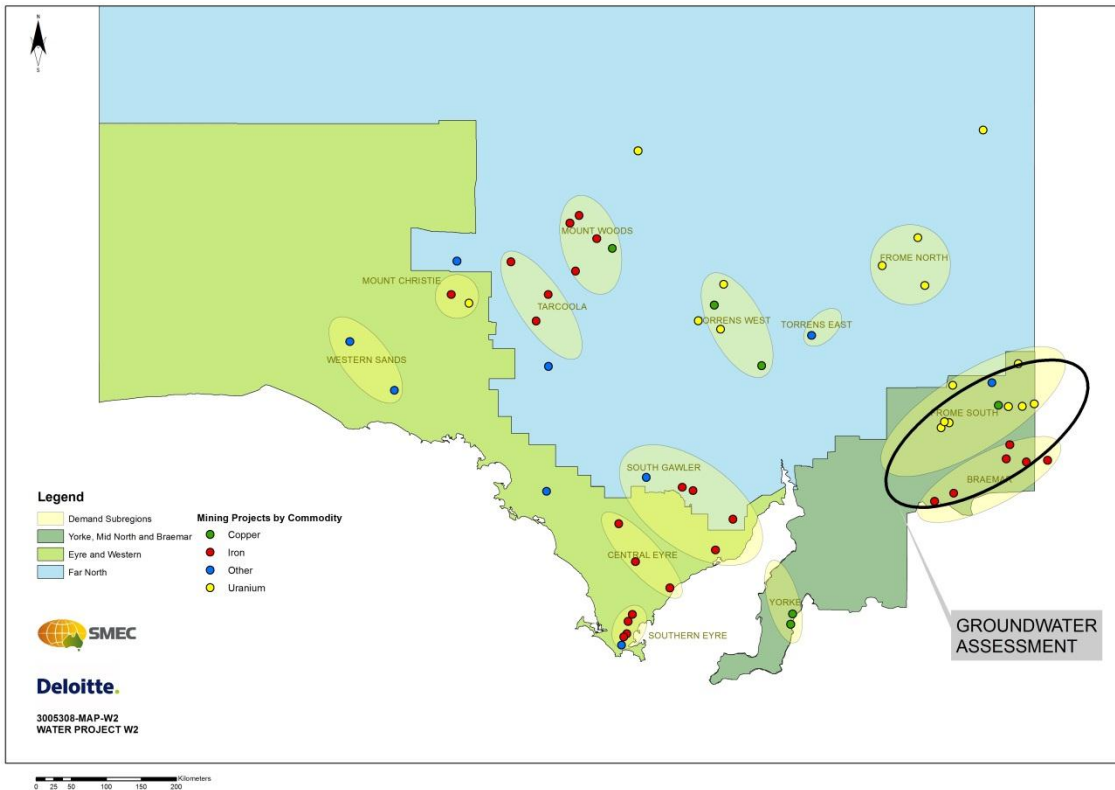 N
S
MOUNT WOODS
FROME NORTH
MOUNT CHRISTIE
TARCOOLA
TORRENS WEST
TORRENS EAST
WESTERN SANDS
FROME SOUTH
SOUTH GAWLER
BRAEMAR
CENTRAL EYRE
YORKE
SOUTHERN EYRE
GROUNDWATER
ASSESSMENT
Legend
Demand Subregions
Yorke, Mid North and Braemar
Eyre and Western
Far North
Mining Projects by Commodity
Copper
Iron
Other
Uranium
SMEC
Deloitte.
3005308-MAP-W2
WATER PROJECT W2
Kilometers
0 25 50 100 150 200